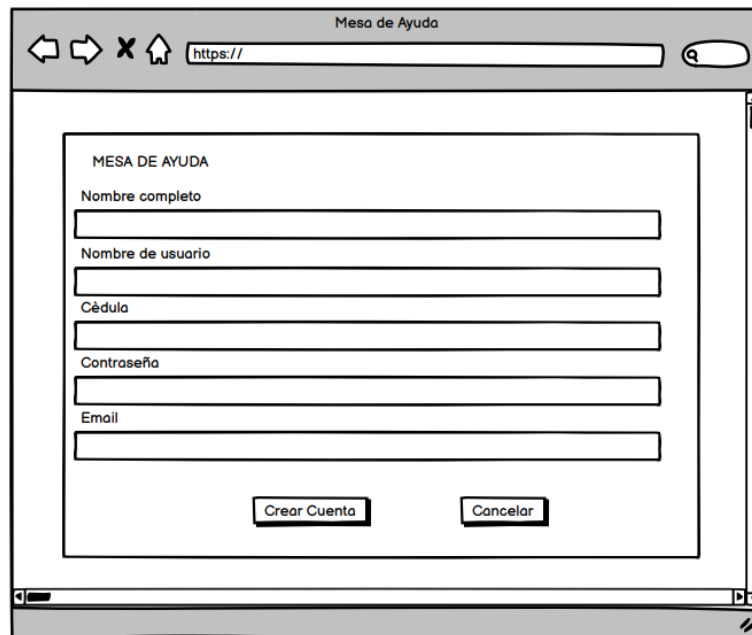 Mesa de Ayuda
https://
MESA DE AYUDA
Nombre completo
Nombre de usuario
Cèdula
Contraseña
Email
Crear Cuenta
Cancelar